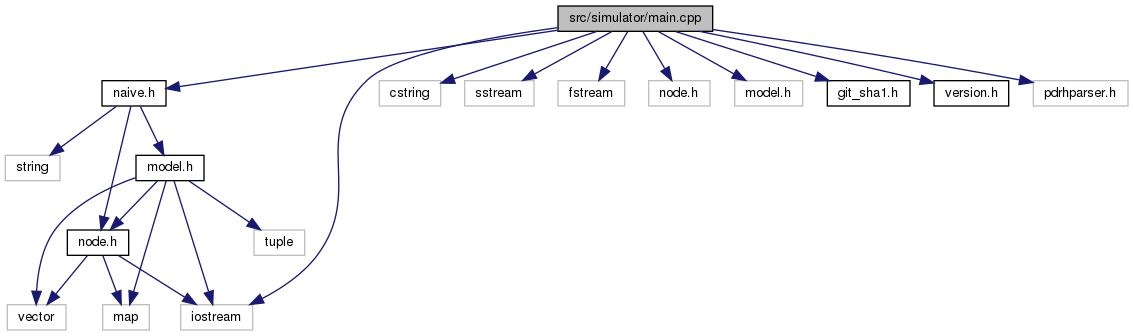 src/simulator/main.cpp
naive.h
cstring
sstream
fstream
node.h
model.h
git_sha1.h
version.h
pdrhparser.h
string
model.h
node.h
tuple
vector
map
iostream